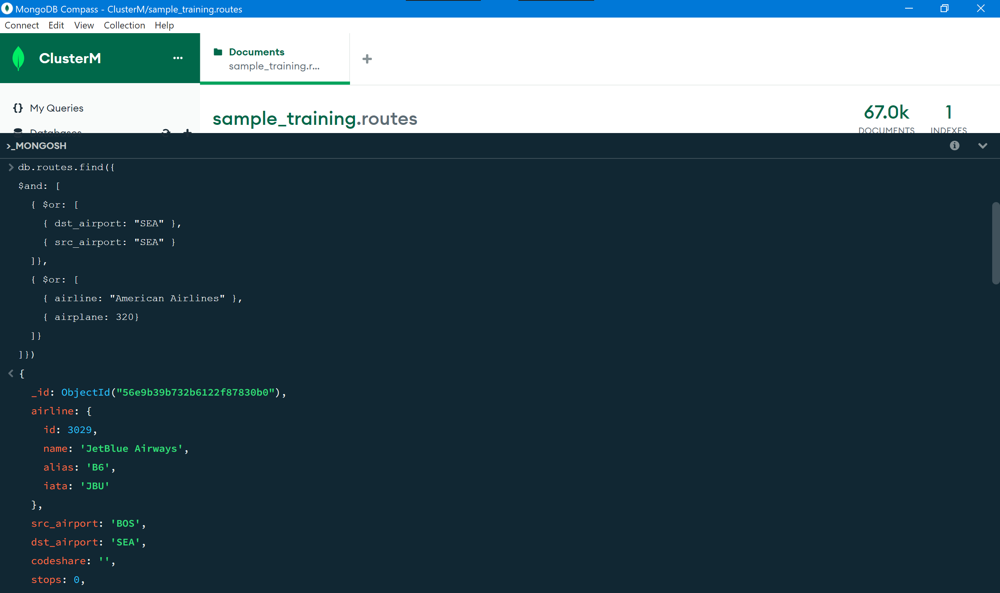 MongoDB Compass - ClusterM/sample_training.routes
Connect Edit View Collection Help
ClusterM
Documents
sample_training.r...
My Queries
Databases
sample_training.routes
67.0k
DOCUMENTS
1
INDEXES
>_MONGOSH
db.routes.find({
$and: [
{ $or: [
{ dst_airport: "SEA" },
{ src_airport: "SEA" }
]},
{ $or: [
{ airline: "American Airlines" },
{ airplane: 320}
]}
]})
{
_id: ObjectId("56e9b39b732b6122f87830b0"),
airline: {
id: 3029,
name: 'JetBlue Airways',
alias: 'B6',
iata: 'JBU'
},
src_airport: 'BOS',
dst_airport: 'SEA',
codeshare: '',
stops: 0,